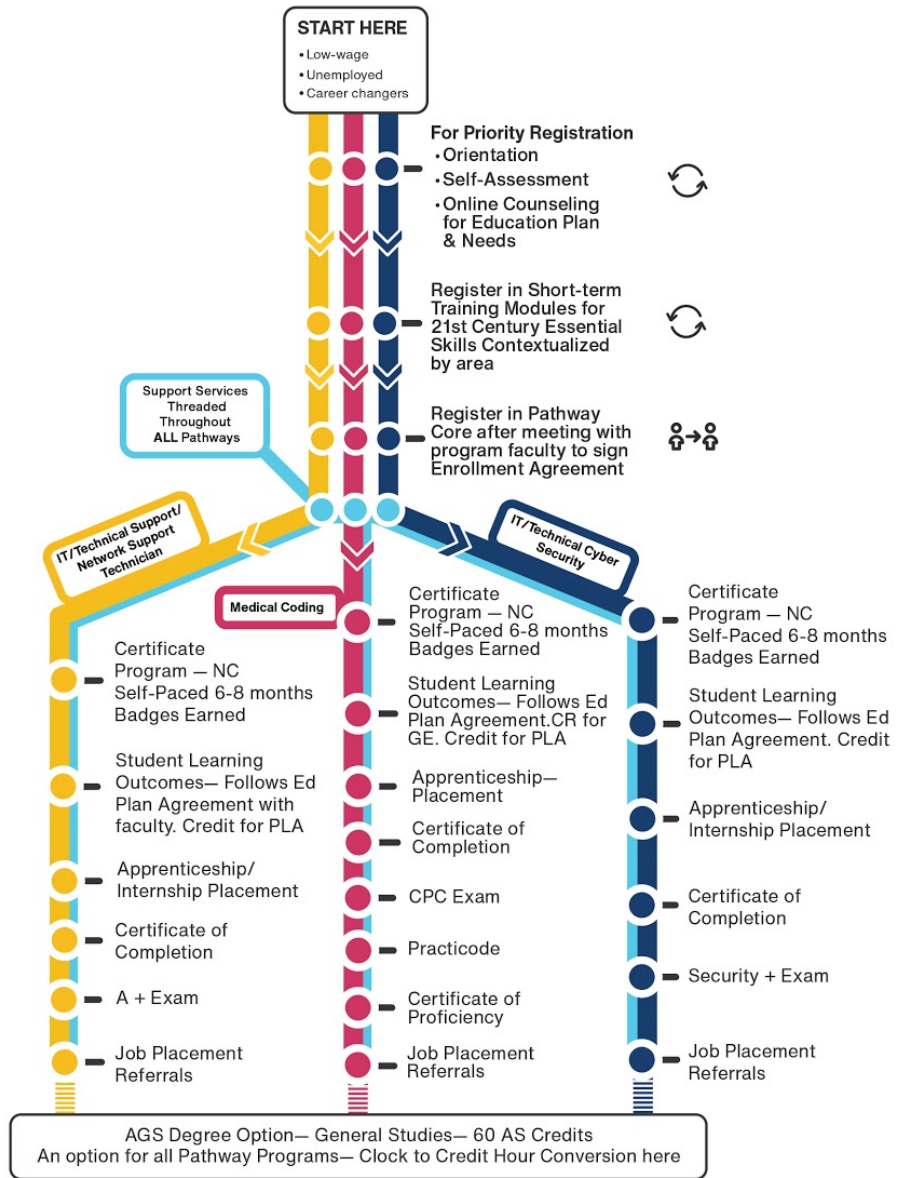 START HERE
• Low-wage
• Unemployed
• Career changers
For Priority Registration
• Orientation
• Self-Assessment
• Online Counseling
for Education Plan
& Needs
Register in Short-term
Training Modules for
21st Century Essential
Skills Contextualized
by area
Support Services
Threaded
Throughout
ALL Pathways
Register in Pathway
Core after meeting with
program faculty to sign
Enrollment Agreement
IT/Technical Support/
Network Support
Technician
Certificate
Program — NC
Self-Paced 6-8 months
Badges Earned
Student Learning
Outcomes— Follows Ed
Plan Agreement with
faculty. Credit for PLA
Apprenticeship/
Internship Placement
Certificate of
Completion
A + Exam
Job Placement
Referrals
Medical Coding
Certificate
Program — NC
Self-Paced 6-8 months
Badges Earned
Student Learning
Outcomes— Follows Ed
Plan Agreement.CR for
GE. Credit for PLA
Apprenticeship—
Placement
Certificate of
Completion
CPC Exam
Practicode
Certificate of
Proficiency
Job Placement
Referrals
IT/Technical Cyber
Security
Certificate
Program — NC
Self-Paced 6-8 months
Badges Earned
Student Learning
Outcomes— Follows Ed
Plan Agreement. Credit
for PLA
Apprenticeship/
Internship Placement
Certificate of
Completion
Security + Exam
Job Placement
Referrals
AGS Degree Option— General Studies— 60 AS Credits
An option for all Pathway Programs— Clock to Credit Hour Conversion here